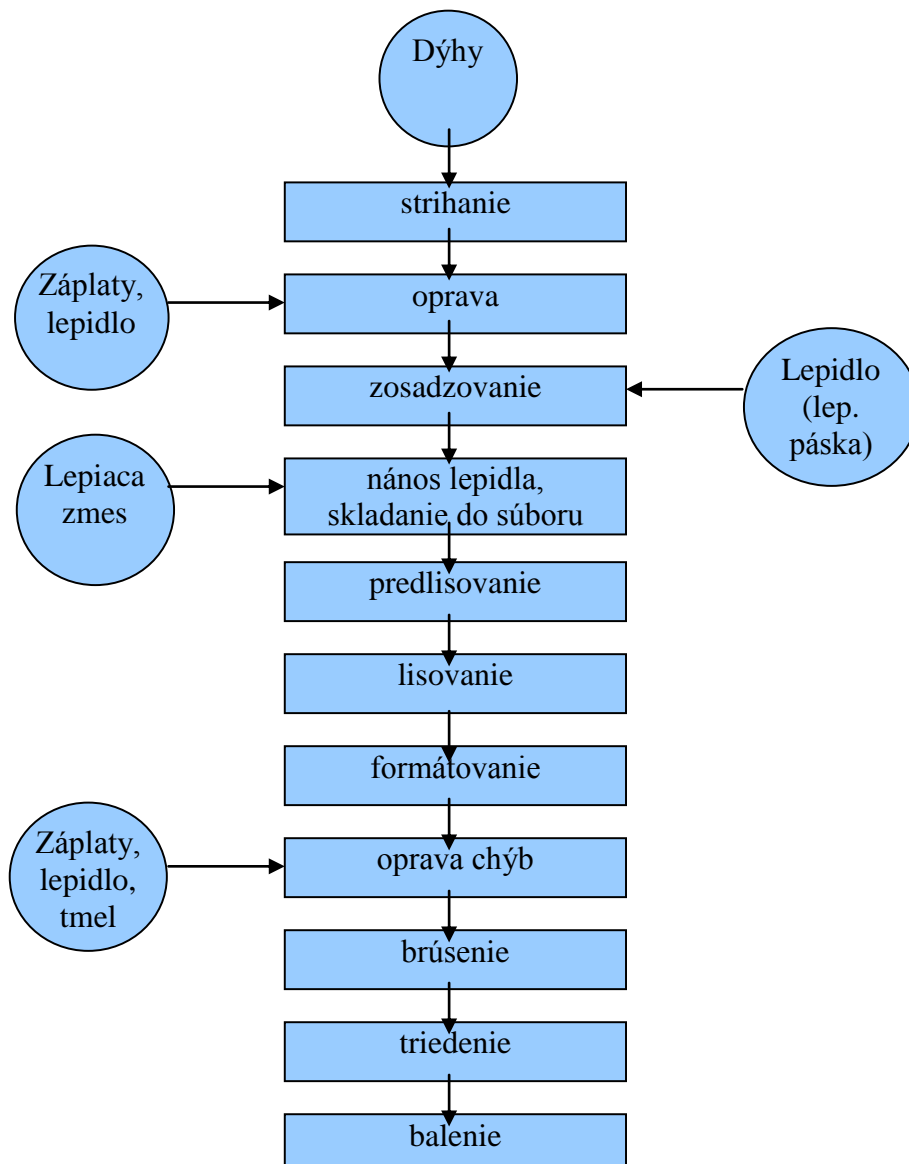 Dýhy
strihanie
Záplaty,
lepidlo
oprava
zosadzovanie
Lepidlo
(lep.
páska)
Lepiaca
zmes
nános lepidla,
skladanie do súboru
predlisovanie
lisovanie
formátovanie
Záplaty,
lepidlo,
tmel
oprava chýb
brúsenie
triedenie
balenie